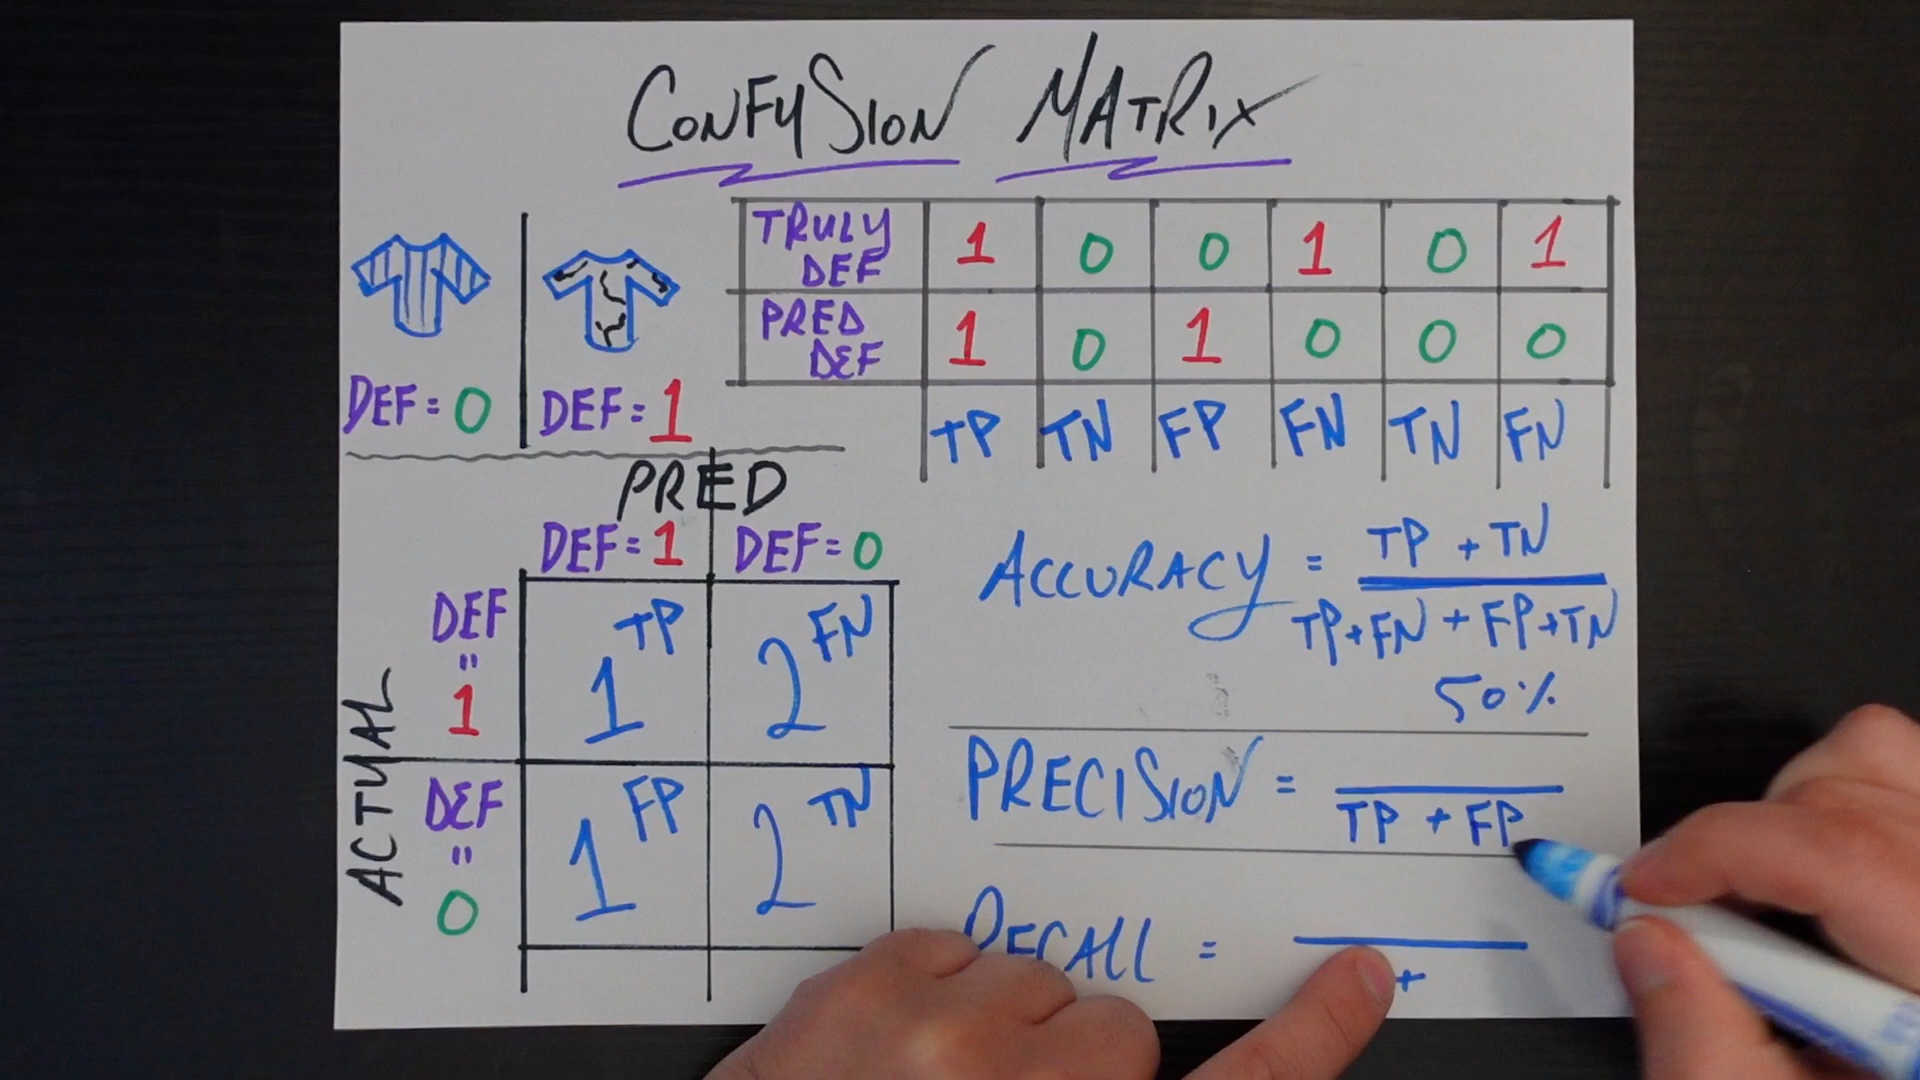 CONFUSION MATRIX
TRULY DEF 1 0 0 1 0 1
PRED DEF 1 0 1 0 0 0
TP TN FP FN TN FN
DEF = 0
DEF = 1
PRED
DEF = 1 DEF = 0
ACTUAL
DEF = 1
1 TP
2 FN
DEF = 0
1 FP
2 TN
ACCURACY = TP + TN
TP + FN + FP + TN
50%
PRECISION =
TP + FP
RECALL =
+